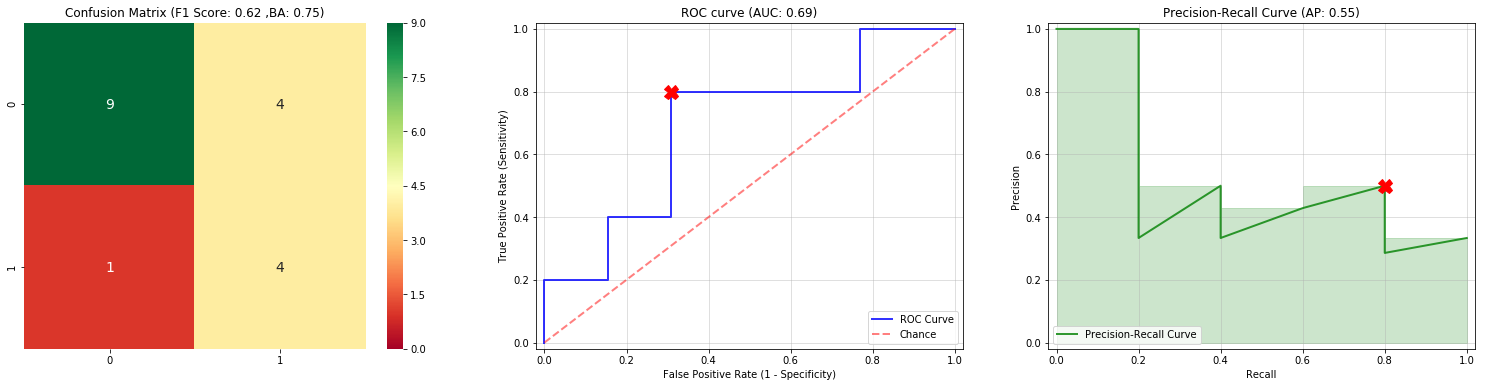 Confusion Matrix (F1 Score: 0.62 ,BA: 0.75)
9 4
1 4
0
1
0 1
9.0
7.5
6.0
4.5
3.0
1.5
0.0
ROC curve (AUC: 0.69)
True Positive Rate (Sensitivity)
1.0
0.8
0.6
0.4
0.2
0.0
ROC Curve
Chance
0.0 0.2 0.4 0.6 0.8 1.0
False Positive Rate (1 - Specificity)
Precision-Recall Curve (AP: 0.55)
Precision
1.0
0.8
0.6
0.4
0.2
0.0
Precision-Recall Curve
0.0 0.2 0.4 0.6 0.8 1.0
Recall